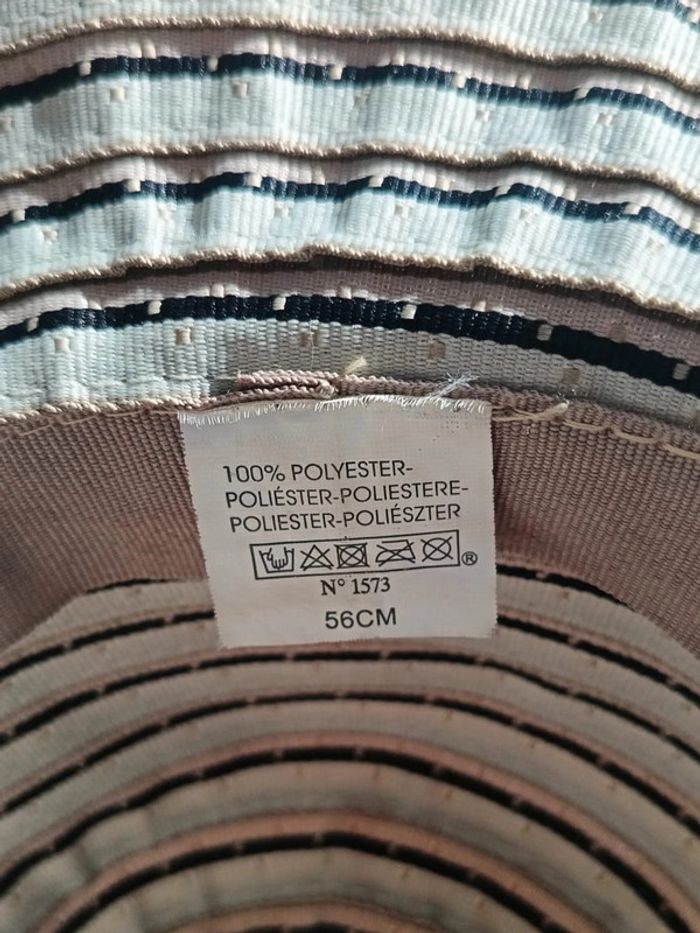 100% POLYESTER-
POLIÉSTER-POLIESTERE-
POLIESTER-POLIÉSZTER
®
N° 1573
56CM